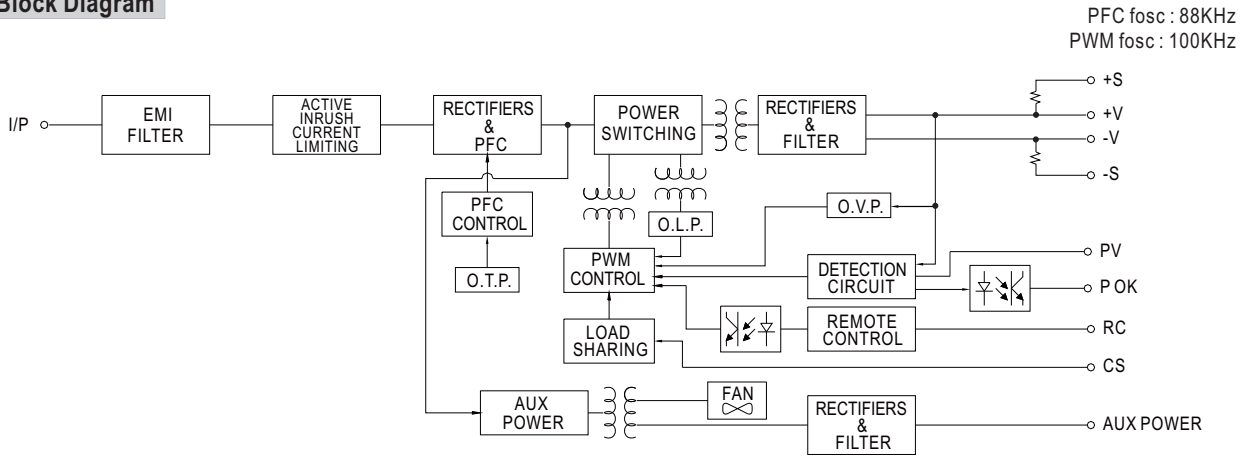 Block Diagram
PFC fosc : 88KHz
PWM fosc : 100KHz
I/P
EMI
FILTER
ACTIVE
INRUSH
CURRENT
LIMITING
RECTIFIERS
&
PFC
POWER
SWITCHING
RECTIFIERS
&
FILTER
+S
+V
-V
-S
PFC
CONTROL
O.T.P.
O.L.P.
O.V.P.
PWM
CONTROL
DETECTION
CIRCUIT
PV
P OK
LOAD
SHARING
REMOTE
CONTROL
RC
CS
AUX
POWER
FAN
RECTIFIERS
&
FILTER
AUX POWER